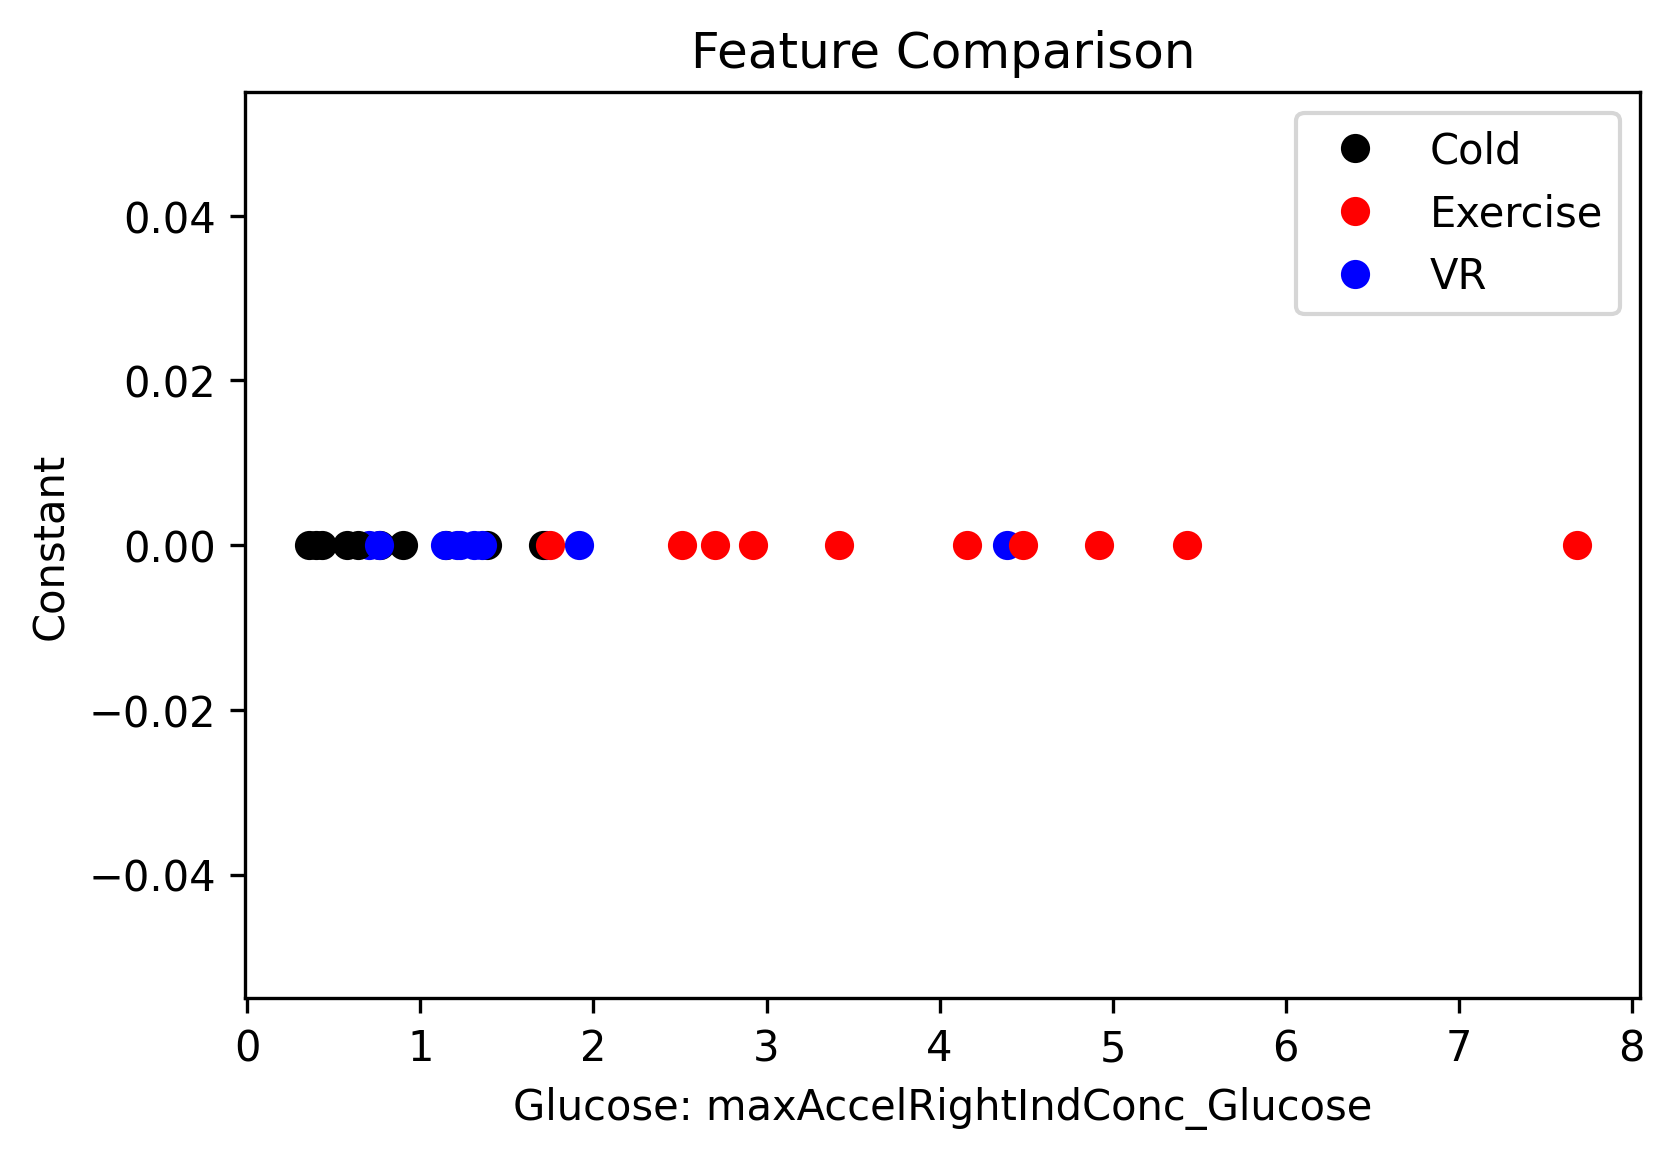 Feature Comparison
Cold
Exercise
VR
0.04
0.02
0.00
−0.02
−0.04
Constant
0 1 2 3 4 5 6 7 8
Glucose: maxAccelRightIndConc_Glucose